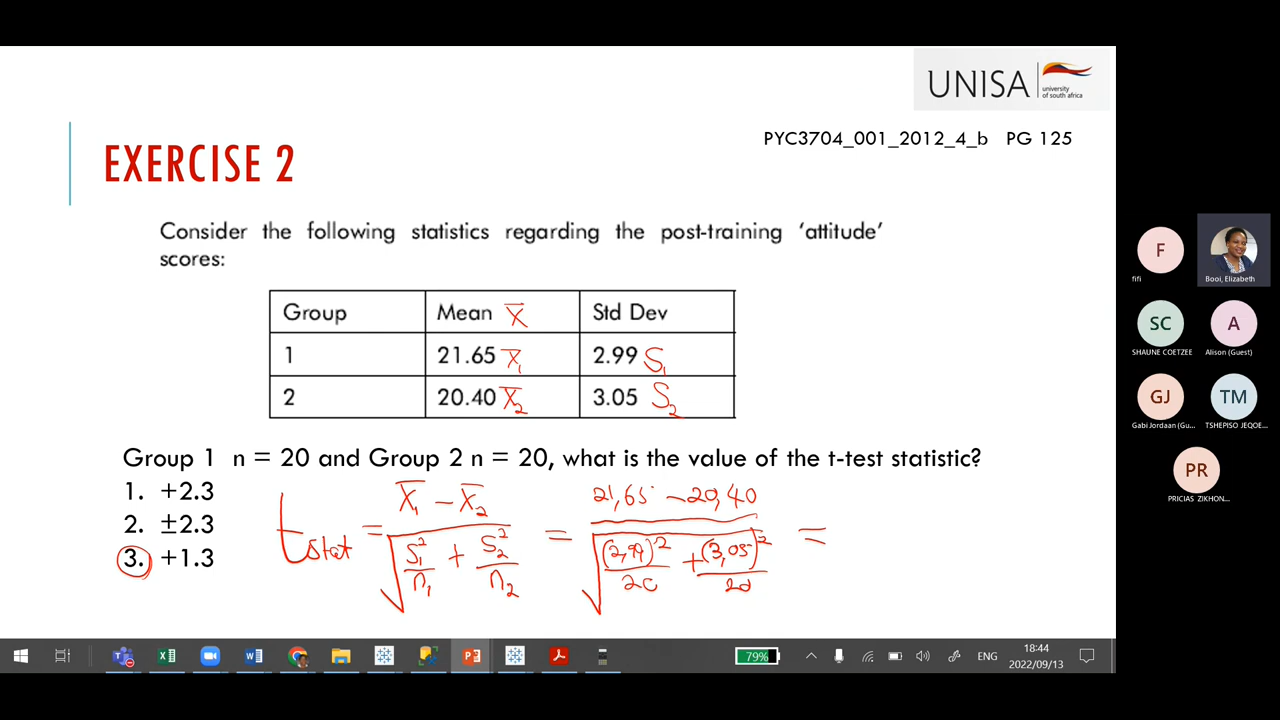 UNISA
university
of south africa
PYC3704_001_2012_4_b PG 125
EXERCISE 2
Consider the following statistics regarding the post-training ‘attitude’
scores:
Group Mean X̅ Std Dev
1 21.65 X̅₁ 2.99 S₁
2 20.40 X̅₂ 3.05 S₂
Group 1 n = 20 and Group 2 n = 20, what is the value of the t-test statistic?
1. +2.3
2. ±2.3
3. +1.3
X̅₁ - X̅₂ 21,65 - 20,40
tstat = = =
√ S₁²/n₁ + S₂²/n₂ √ (2,99)²/20 + (3,05)²/20
F
fifi
Booi, Elizabeth
SC
SHAUNE COETZEE
A
Alison (Guest)
GJ
Gabi Jordaan (Gu...
TM
TSHEPISO JEQOE...
PR
PRICIAS ZIKHON...
79%
ENG
18:44
2022/09/13